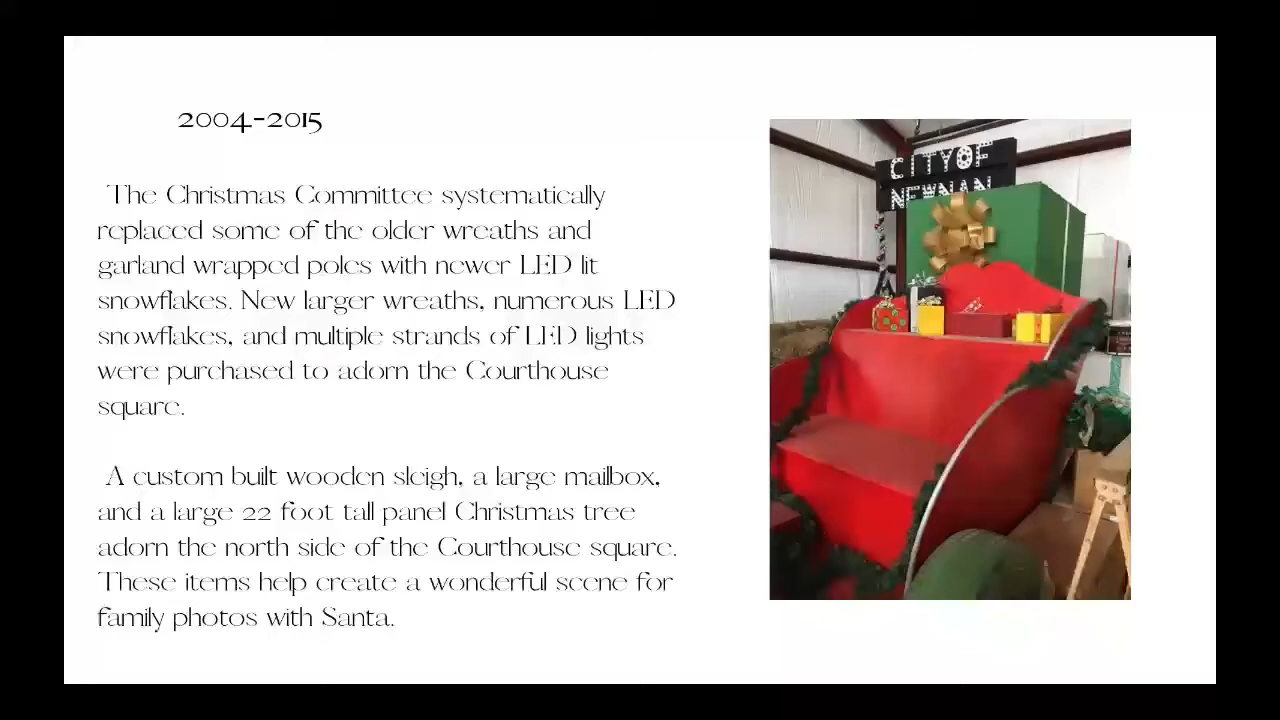 2004-2015
The Christmas Committee systematically
replaced some of the older wreaths and
garland wrapped poles with newer LED lit
snowflakes. New larger wreaths, numerous LED
snowflakes, and multiple strands of LED lights
were purchased to adorn the Courthouse
square.
A custom built wooden sleigh, a large mailbox,
and a large 22 foot tall panel Christmas tree
adorn the north side of the Courthouse square.
These items help create a wonderful scene for
family photos with Santa.
CITY OF
NEWNAN